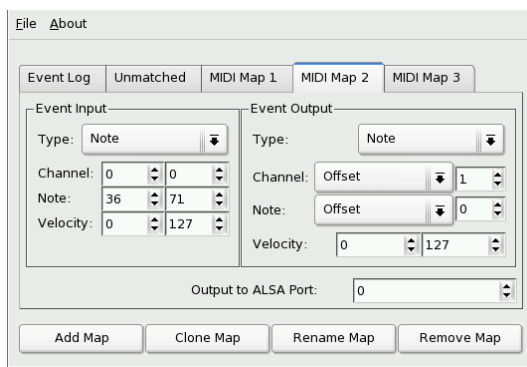 File About
Event Log Unmatched MIDI Map 1 MIDI Map 2 MIDI Map 3
Event Input
Type: Note
Channel: 0 0
Note: 36 71
Velocity: 0 127
Event Output
Type: Note
Channel: Offset 1
Note: Offset 0
Velocity: 0 127
Output to ALSA Port: 0
Add Map Clone Map Rename Map Remove Map